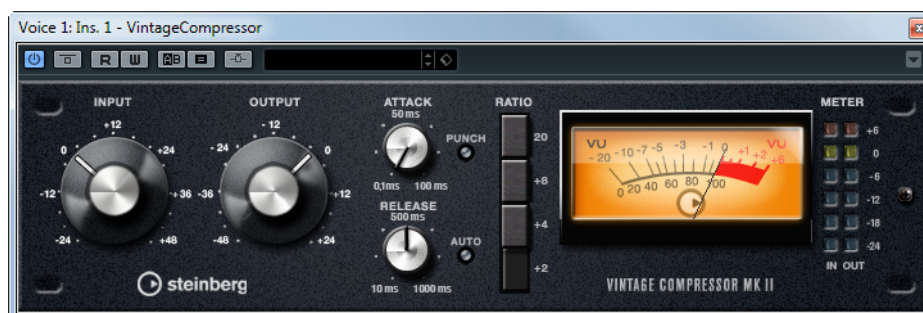 Voice 1: Ins. 1 - VintageCompressor
R W AB
INPUT
+12
0 +24
-12 +36
-24 +48
OUTPUT
-12
-24 0
-36 +12
-48 +24
ATTACK
50 ms
0,1ms 100 ms
PUNCH
RELEASE
500 ms
10 ms 1000 ms
AUTO
RATIO
20
+8
+4
+2
VU VU
- 20 -10 -7 -5 -3 -1 0 +1 +2 +6
0 20 40 60 80 100
METER
+6
0
-6
-12
-18
-24
IN OUT
steinberg
VINTAGE COMPRESSOR MK II